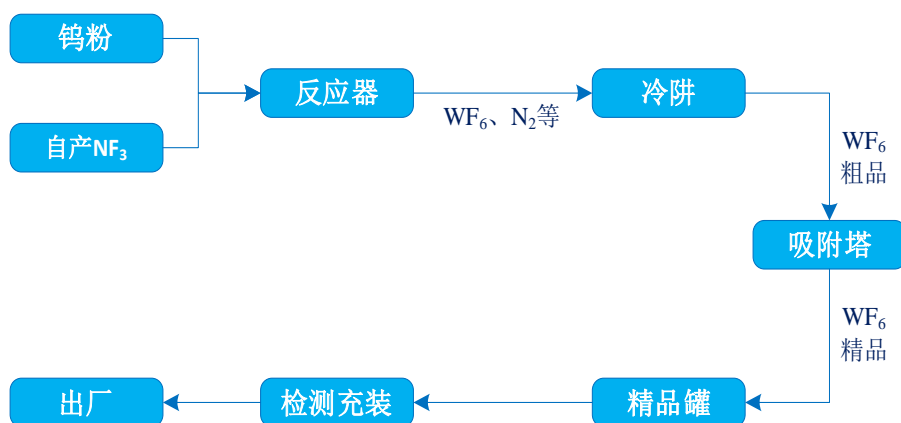 钨粉
自产NF₃
反应器
WF₆、N₂等
冷阱
WF₆
粗品
吸附塔
WF₆
精品
精品罐
检测充装
出厂